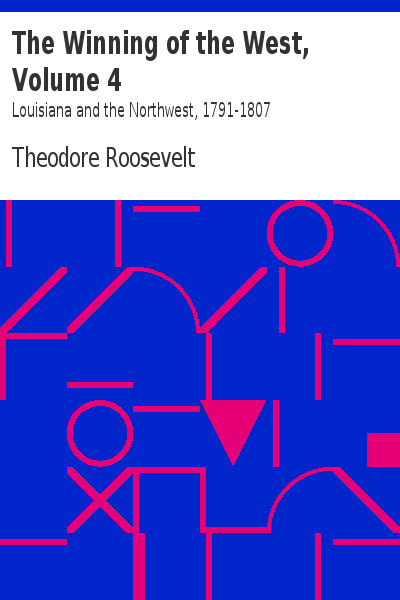 The Winning of the West,
Volume 4
Louisiana and the Northwest, 1791-1807
Theodore Roosevelt